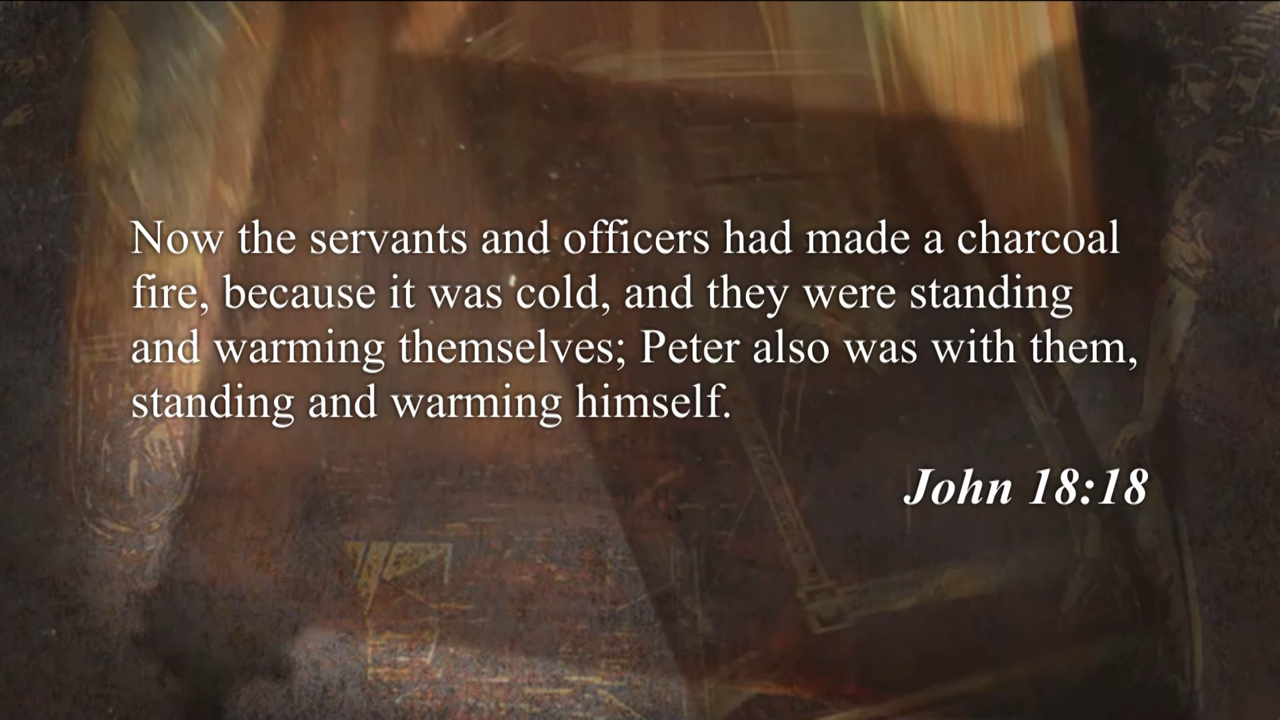 Now the servants and officers had made a charcoal
fire, because it was cold, and they were standing
and warming themselves; Peter also was with them,
standing and warming himself.
John 18:18